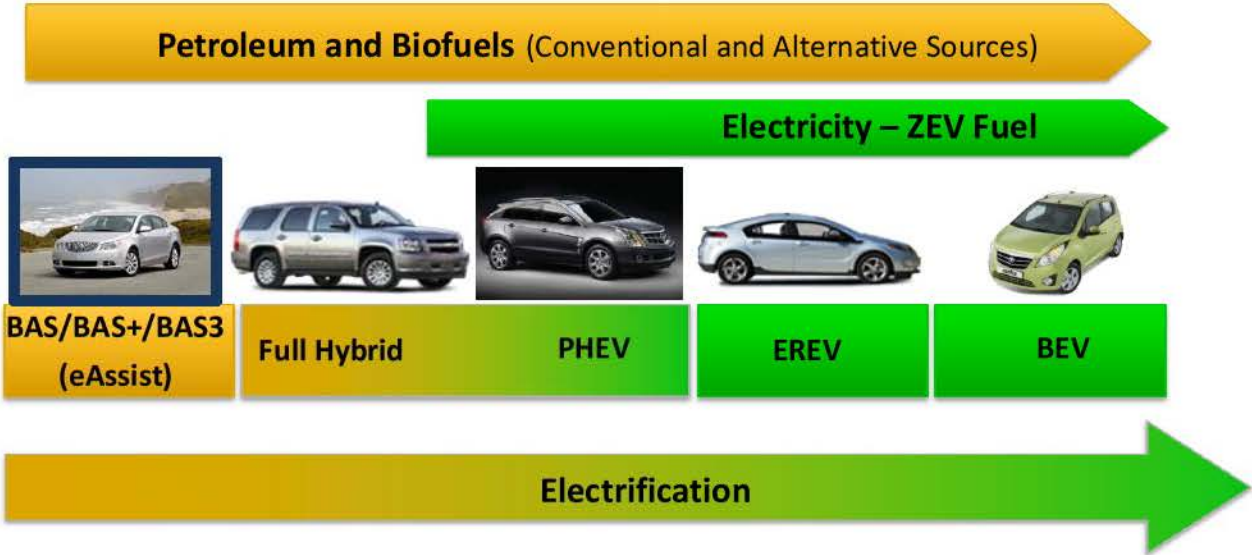 Petroleum and Biofuels (Conventional and Alternative Sources)
Electricity – ZEV Fuel
BAS/BAS+/BAS3
(eAssist)
Full Hybrid
PHEV
EREV
BEV
Electrification